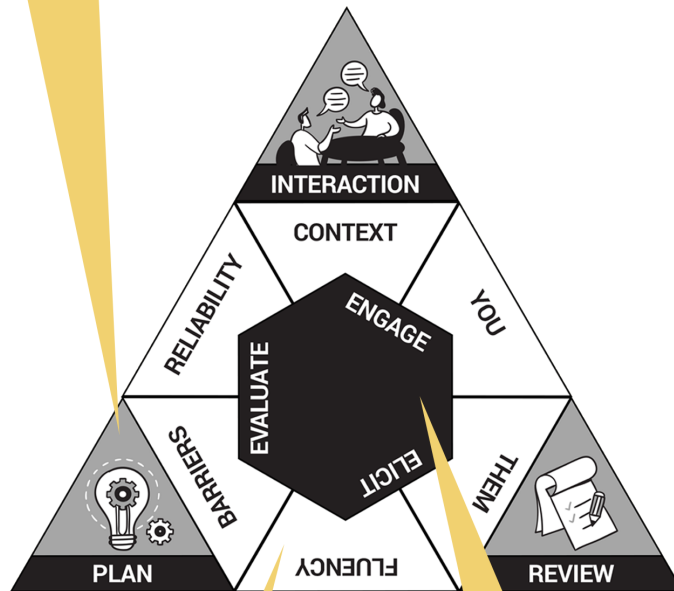 INTERACTION
CONTEXT
RELIABILITY
YOU
ENGAGE
EVALUATE
ELICIT
BARRIERS
THEM
FLUENCY
PLAN
REVIEW